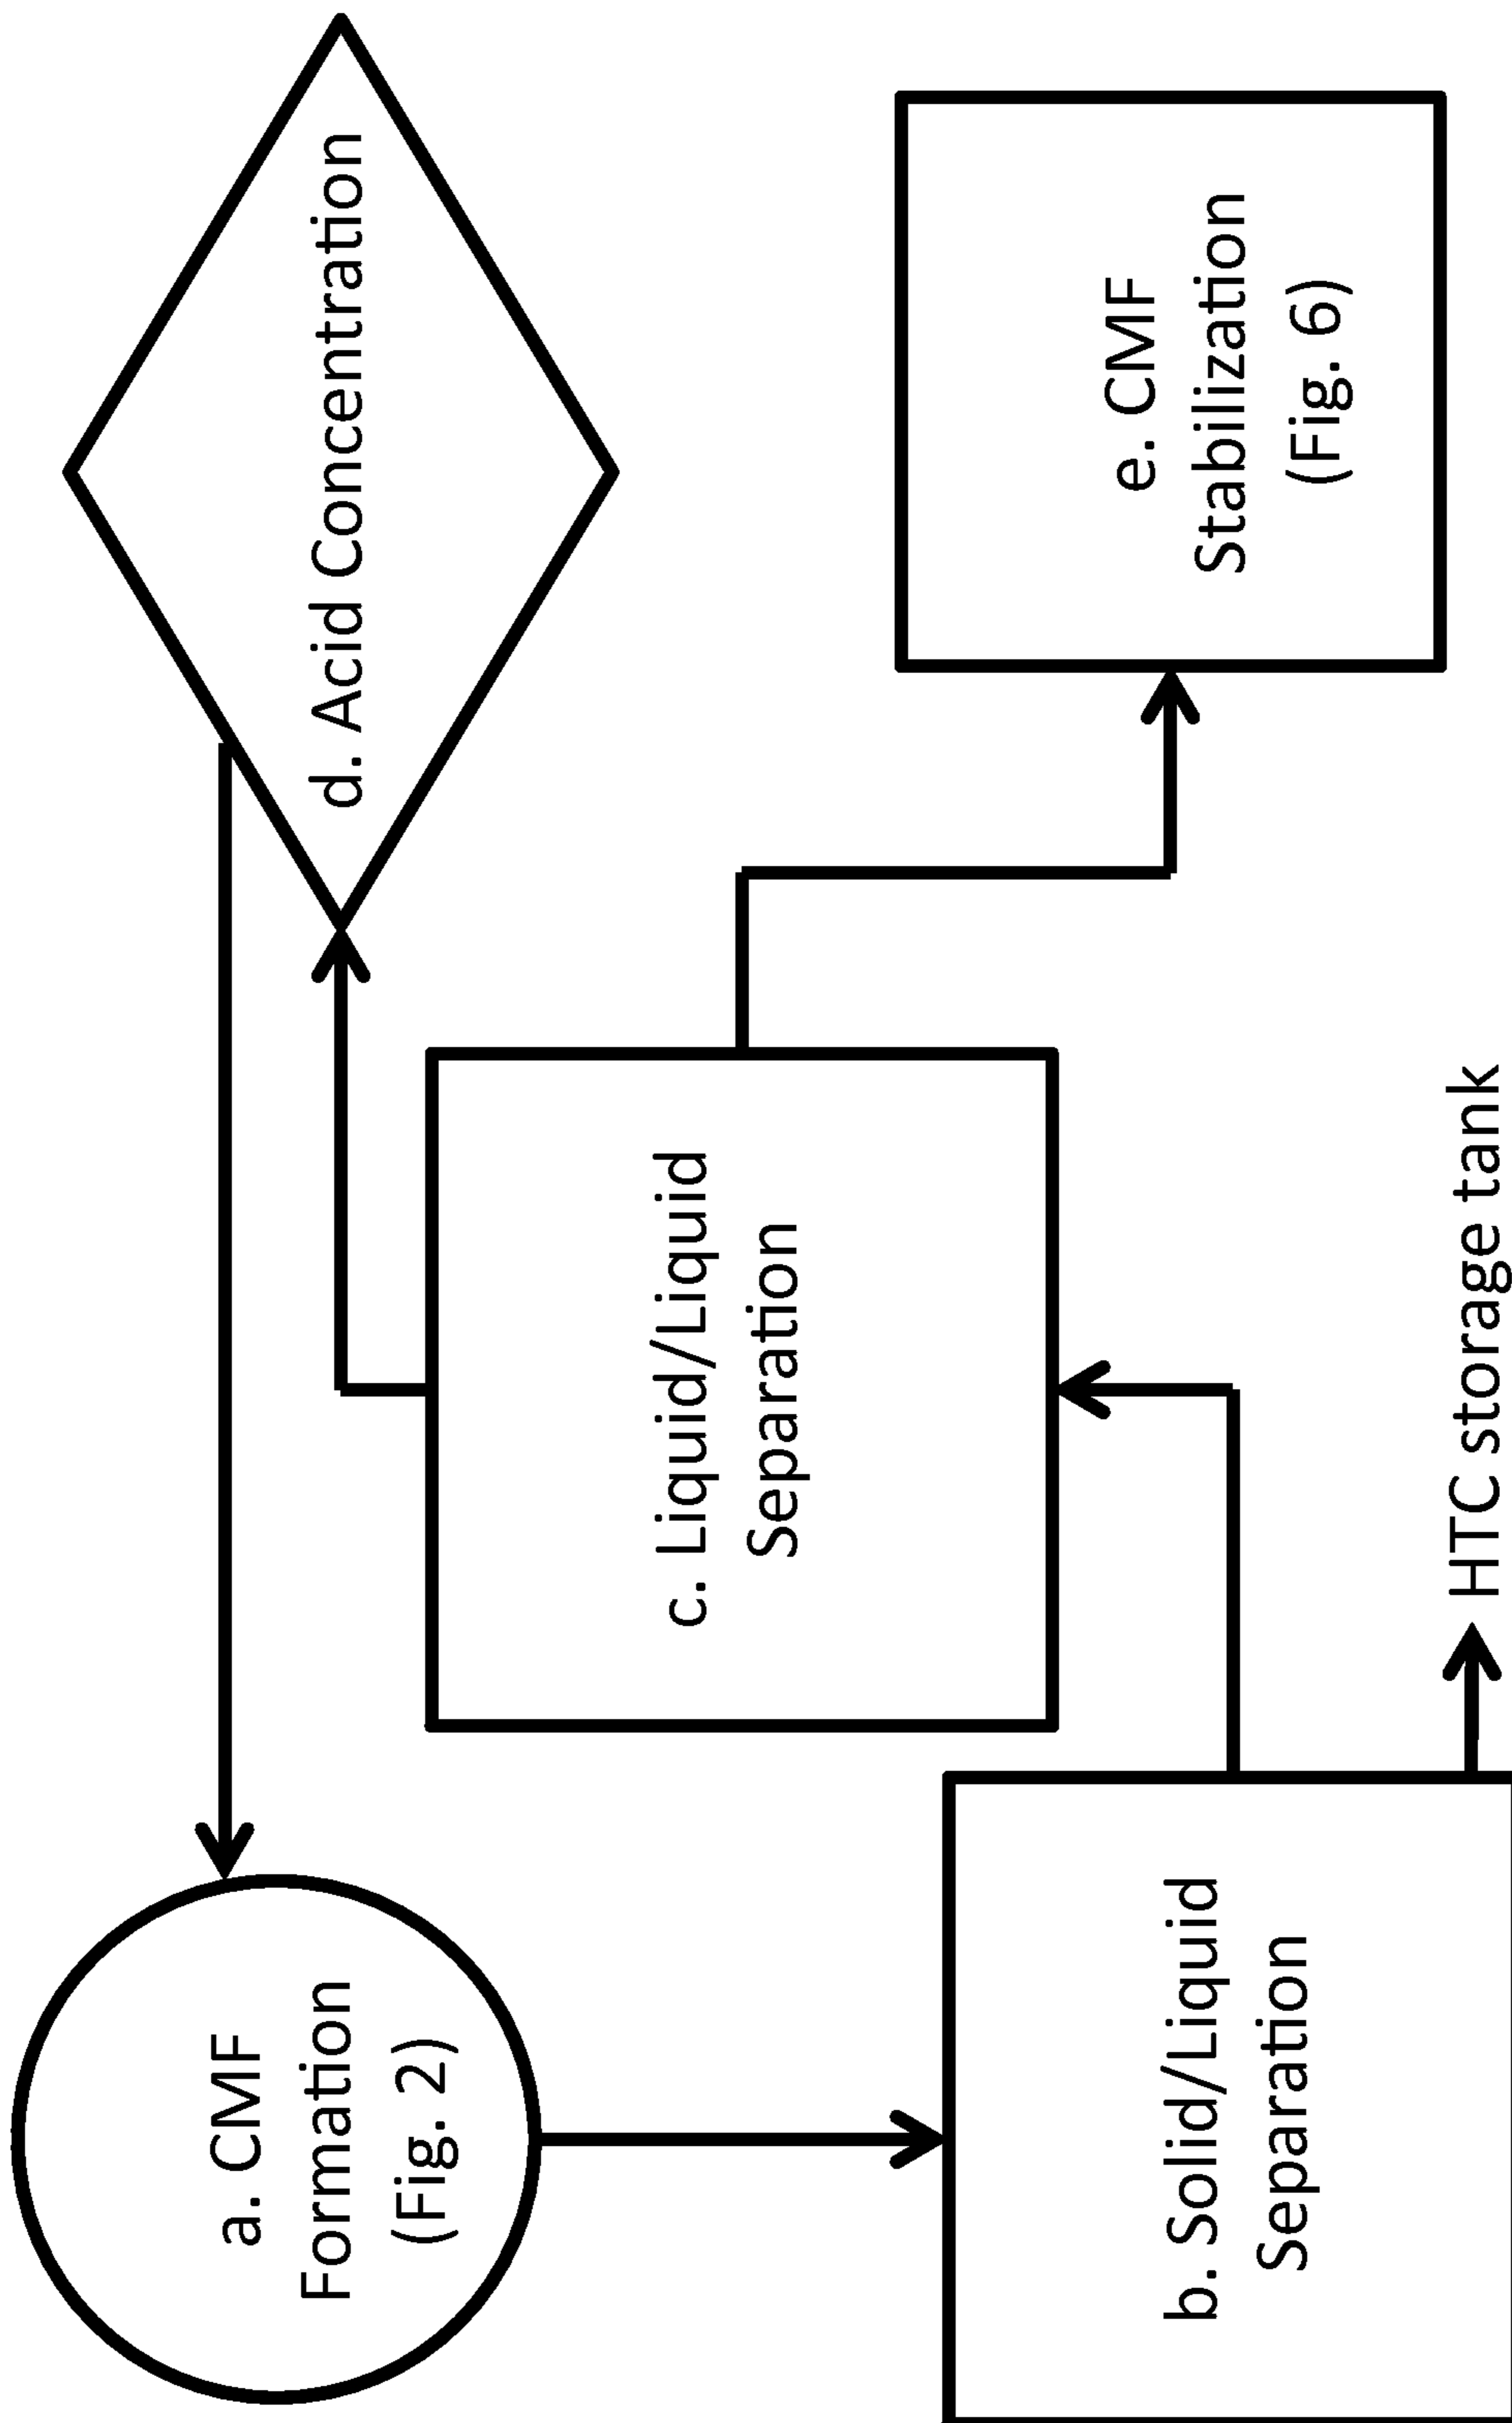 a. CMF
Formation
(Fig. 2)
b. Solid/Liquid
Separation
HTC storage tank
c. Liquid/Liquid
Separation
d. Acid Concentration
e. CMF
Stabilization
(Fig. 6)